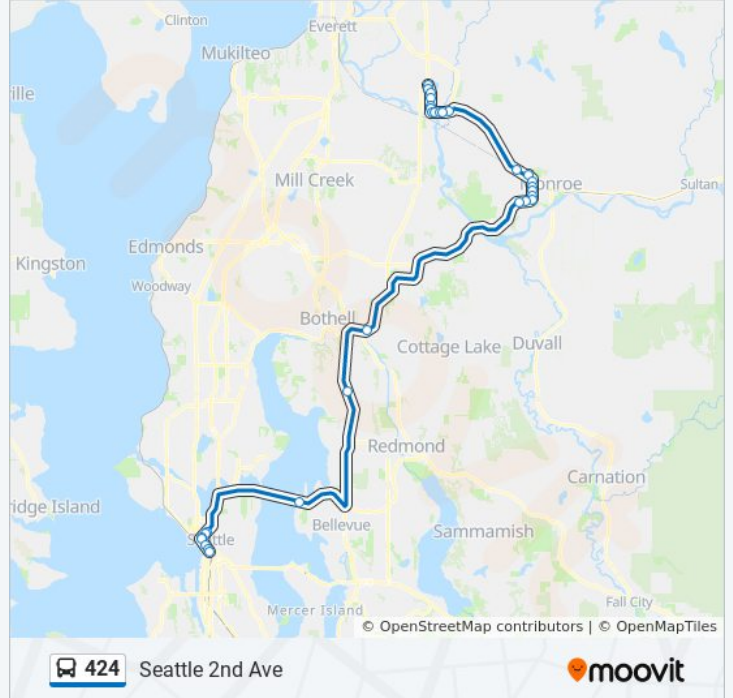 Clinton
Everett
Mukilteo
ille
Mill Creek
Monroe
Sultan
Edmonds
Kingston
Woodway
Bothell
Cottage Lake
Duvall
Redmond
Carnation
idge Island
Bellevue
Seattle
Sammamish
Fall City
Mercer Island
© OpenStreetMap contributors | © OpenMapTiles
424 Seattle 2nd Ave
moovit